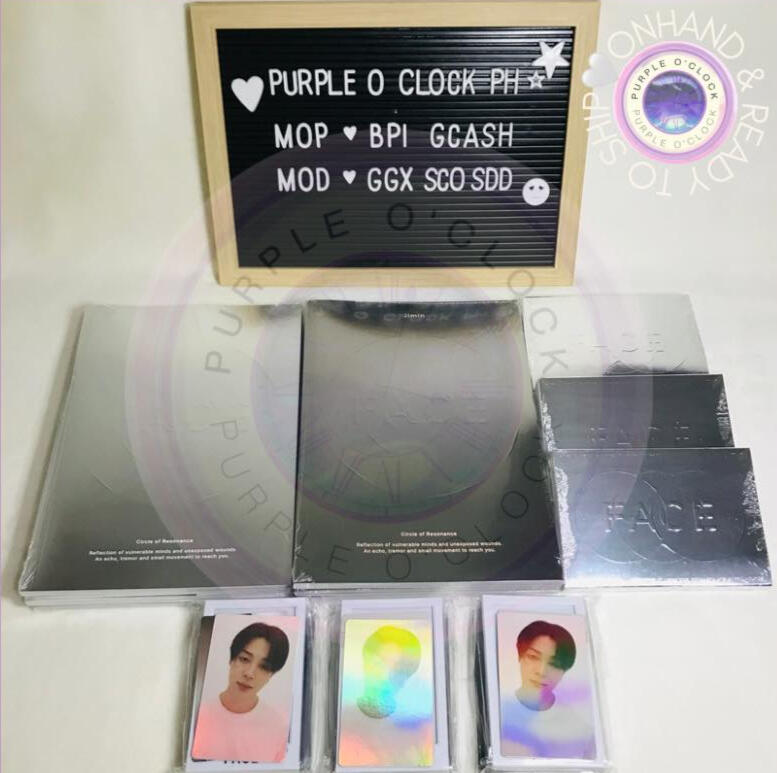 PURPLE O CLOCK PH
MOP ♥ BPI GCASH
MOD ♥ GGX SCO SDD
ONHAND & READY TO SHIP
PURPLE O'CLOCK
PURPLE O'CLOCK
PURPLE O'CLOCK
PURPLE O'CLOCK
Circle of Resonance
Reflection of vulnerable minds and unexposed wounds
An echo, tremor and small movement to reach you.
Jimin
FACE
Circle of Resonance
Reflection of vulnerable minds and unexposed wounds.
An echo, tremor and small movement to reach you.
FACE
FACE
FACE